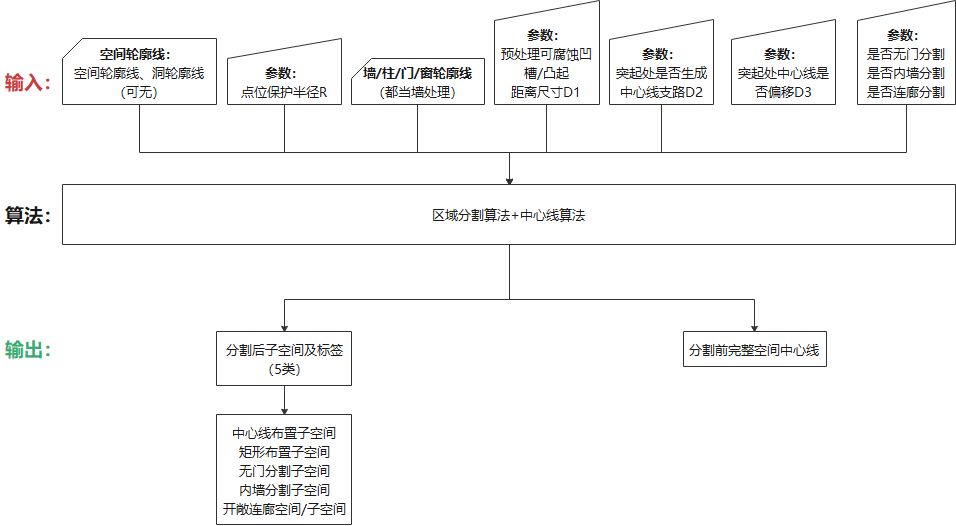 输入：
空间轮廓线：
空间轮廓线、洞轮廓线
（可无）
参数：
点位保护半径R
墙/柱/门/窗轮廓线
（都当墙处理）
参数：
预处理可腐蚀凹
槽/凸起
距离尺寸D1
参数：
突起处是否生成
中心线支路D2
参数：
突起处中心线是
否偏移D3
参数：
是否无门分割
是否内墙分割
是否连廊分割
算法：
区域分割算法+中心线算法
输出：
分割后子空间及标签
（5类）
分割前完整空间中心线
中心线布置子空间
矩形布置子空间
无门分割子空间
内墙分割子空间
开敞连廊空间/子空间